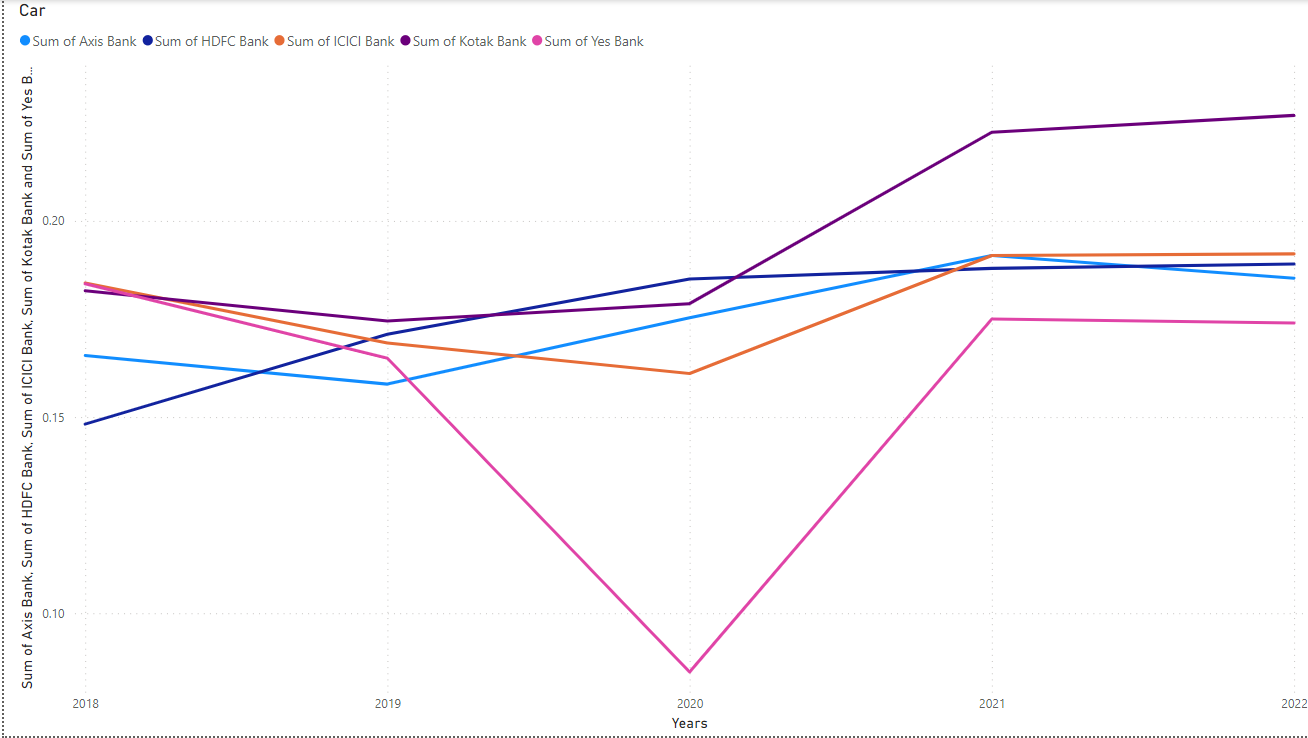 Car
Sum of Axis Bank Sum of HDFC Bank Sum of ICICI Bank Sum of Kotak Bank Sum of Yes Bank
Sum of Axis Bank, Sum of HDFC Bank, Sum of ICICI Bank, Sum of Kotak Bank and Sum of Yes B...
0.20
0.15
0.10
2018 2019 2020 2021 2022
Years